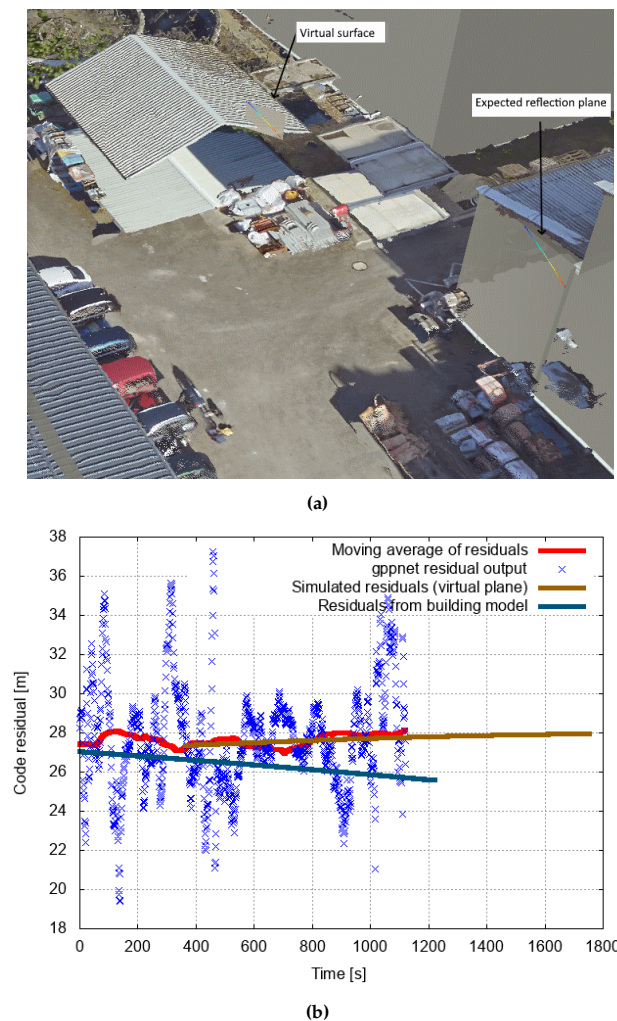 Virtual surface
Expected reflection plane
(a)
38
36
34
32
30
28
26
24
22
20
18
Code residual [m]
Moving average of residuals
gppnet residual output
Simulated residuals (virtual plane)
Residuals from building model
0 200 400 600 800 1000 1200 1400 1600 1800
Time [s]
(b)